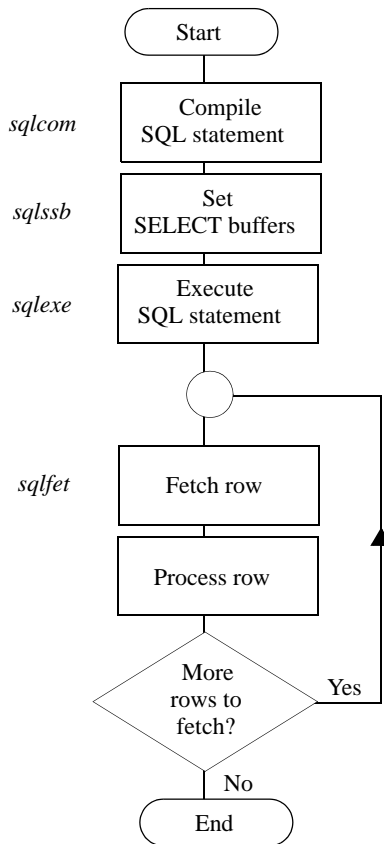 Start
sqlcom
Compile
SQL statement
sqlssb
Set
SELECT buffers
sqlexe
Execute
SQL statement
sqlfet
Fetch row
Process row
More
rows to
fetch?
Yes
No
End